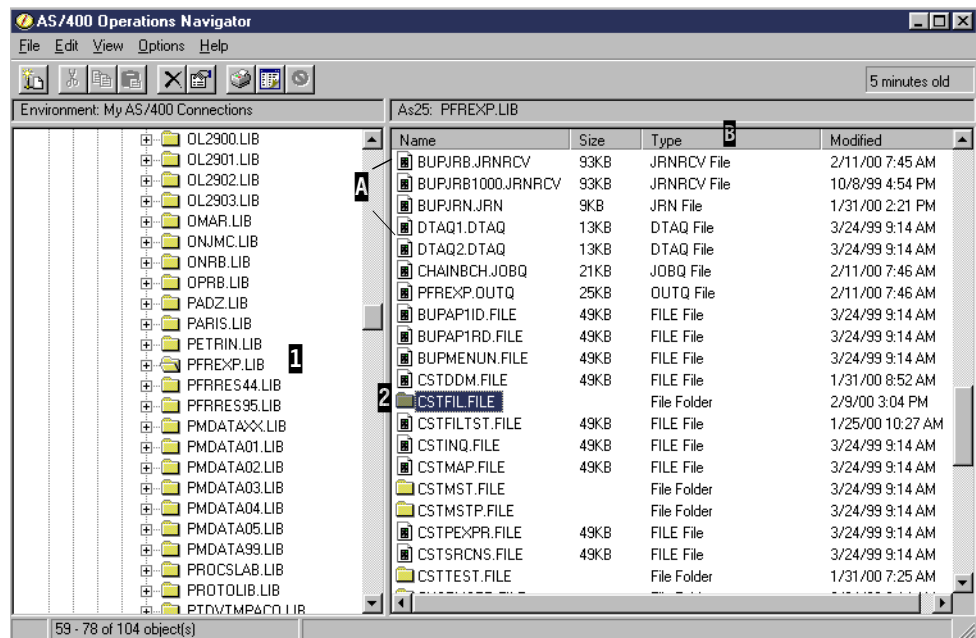 AS/400 Operations Navigator
File Edit View Options Help
5 minutes old
Environment: My AS/400 Connections
As25: PFREXP.LIB
OL2900.LIB
OL2901.LIB
OL2902.LIB
OL2903.LIB
OMAR.LIB
ONJMC.LIB
ONRB.LIB
OPRB.LIB
PADZ.LIB
PARIS.LIB
PETRIN.LIB
PFREXP.LIB 1
PFRRES44.LIB
PFRRES95.LIB
PMDATAXX.LIB
PMDATA01.LIB
PMDATA02.LIB
PMDATA03.LIB
PMDATA04.LIB
PMDATA05.LIB
PMDATA99.LIB
PROCSLAB.LIB
PROTOLIB.LIB
A
Name Size Type B Modified
BUPJRB.JRNRCV 93KB JRNRCV File 2/11/00 7:45 AM
BUPJRB1000.JRNRCV 93KB JRNRCV File 10/8/99 4:54 PM
BUPJRN.JRN 9KB JRN File 1/31/00 2:21 PM
DTAQ1.DTAQ 13KB DTAQ File 3/24/99 9:14 AM
DTAQ2.DTAQ 13KB DTAQ File 3/24/99 9:14 AM
CHAINBCH.JOBQ 21KB JOBQ File 2/11/00 7:46 AM
PFREXP.OUTQ 25KB OUTQ File 2/11/00 7:46 AM
BUPAP1ID.FILE 49KB FILE File 3/24/99 9:14 AM
BUPAP1RD.FILE 49KB FILE File 3/24/99 9:14 AM
BUPMENUN.FILE 49KB FILE File 3/24/99 9:14 AM
CSTDDM.FILE 49KB FILE File 1/31/00 8:52 AM
2 CSTFIL.FILE File Folder 2/9/00 3:04 PM
CSTFILTST.FILE 49KB FILE File 1/25/00 10:27 AM
CSTINQ.FILE 49KB FILE File 3/24/99 9:14 AM
CSTMAP.FILE 49KB FILE File 3/24/99 9:14 AM
CSTMST.FILE File Folder 3/24/99 9:14 AM
CSTMSTP.FILE File Folder 3/24/99 9:14 AM
CSTPEXPR.FILE 49KB FILE File 3/24/99 9:14 AM
CSTSRCNS.FILE 49KB FILE File 3/24/99 9:14 AM
CSTTEST.FILE File Folder 1/31/00 7:25 AM
59 - 78 of 104 object(s)